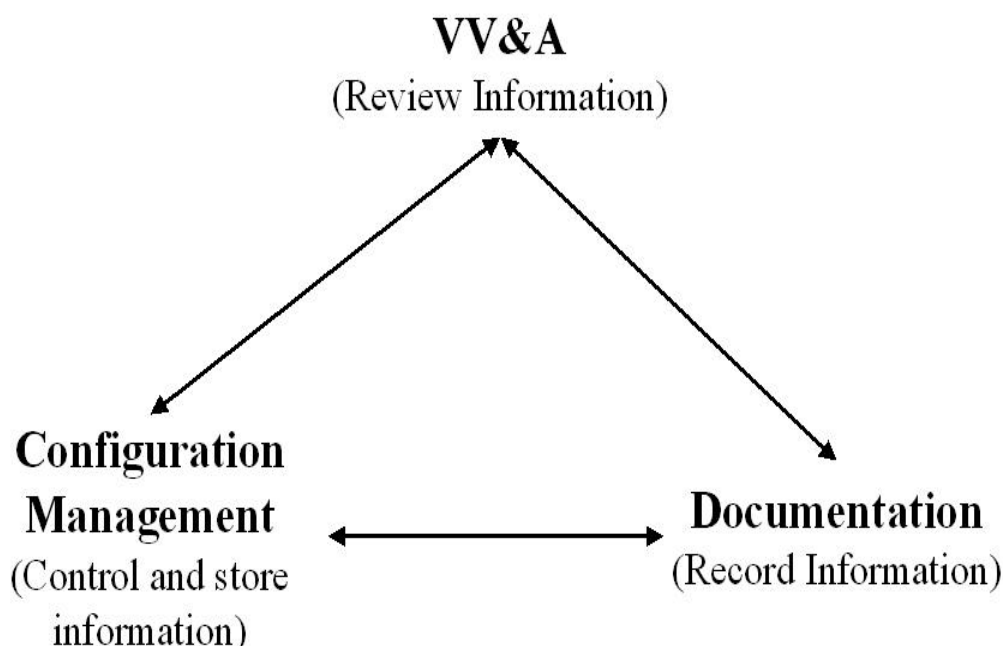 VV&A
(Review Information)
Configuration
Management
(Control and store
information)
Documentation
(Record Information)